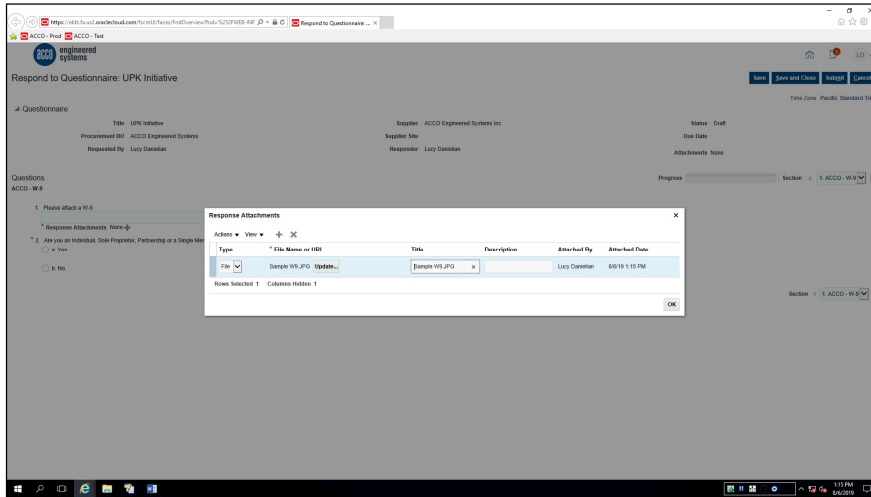 https://ekkt.fa.us2.oraclecloud.com/fscmUI/faces/FndOverview?fnd=%252FWEB-INF
Respond to Questionnaire: ...
ACCO - Prod ACCO - Test
ACCO engineered systems
LD
Respond to Questionnaire: UPK Initiative
Save Save and Close Submit Cancel
Time Zone Pacific Standard Ti
Questionnaire
Title UPK Initiative Supplier ACCO Engineered Systems Inc Status Draft
Procurement BU ACCO Engineered Systems Supplier Site Due Date
Requested By Lucy Danielian Responder Lucy Danielian Attachments None
Questions Progress Section 1. ACCO - W-9
ACCO - W-9
1. Please attach a W-9
* Response Attachments None
* 2. Are you an Individual, Sole Proprietor, Partnership or a Single Me
a. Yes
b. No
Response Attachments
Actions View
Type * File Name or URL Title Description Attached By Attached Date
File Sample W9.JPG Update... Sample W9.JPG Lucy Danielian 8/6/19 1:15 PM
Rows Selected 1 Columns Hidden 1
OK
Section 1. ACCO - W-9
1:15 PM
8/6/2019